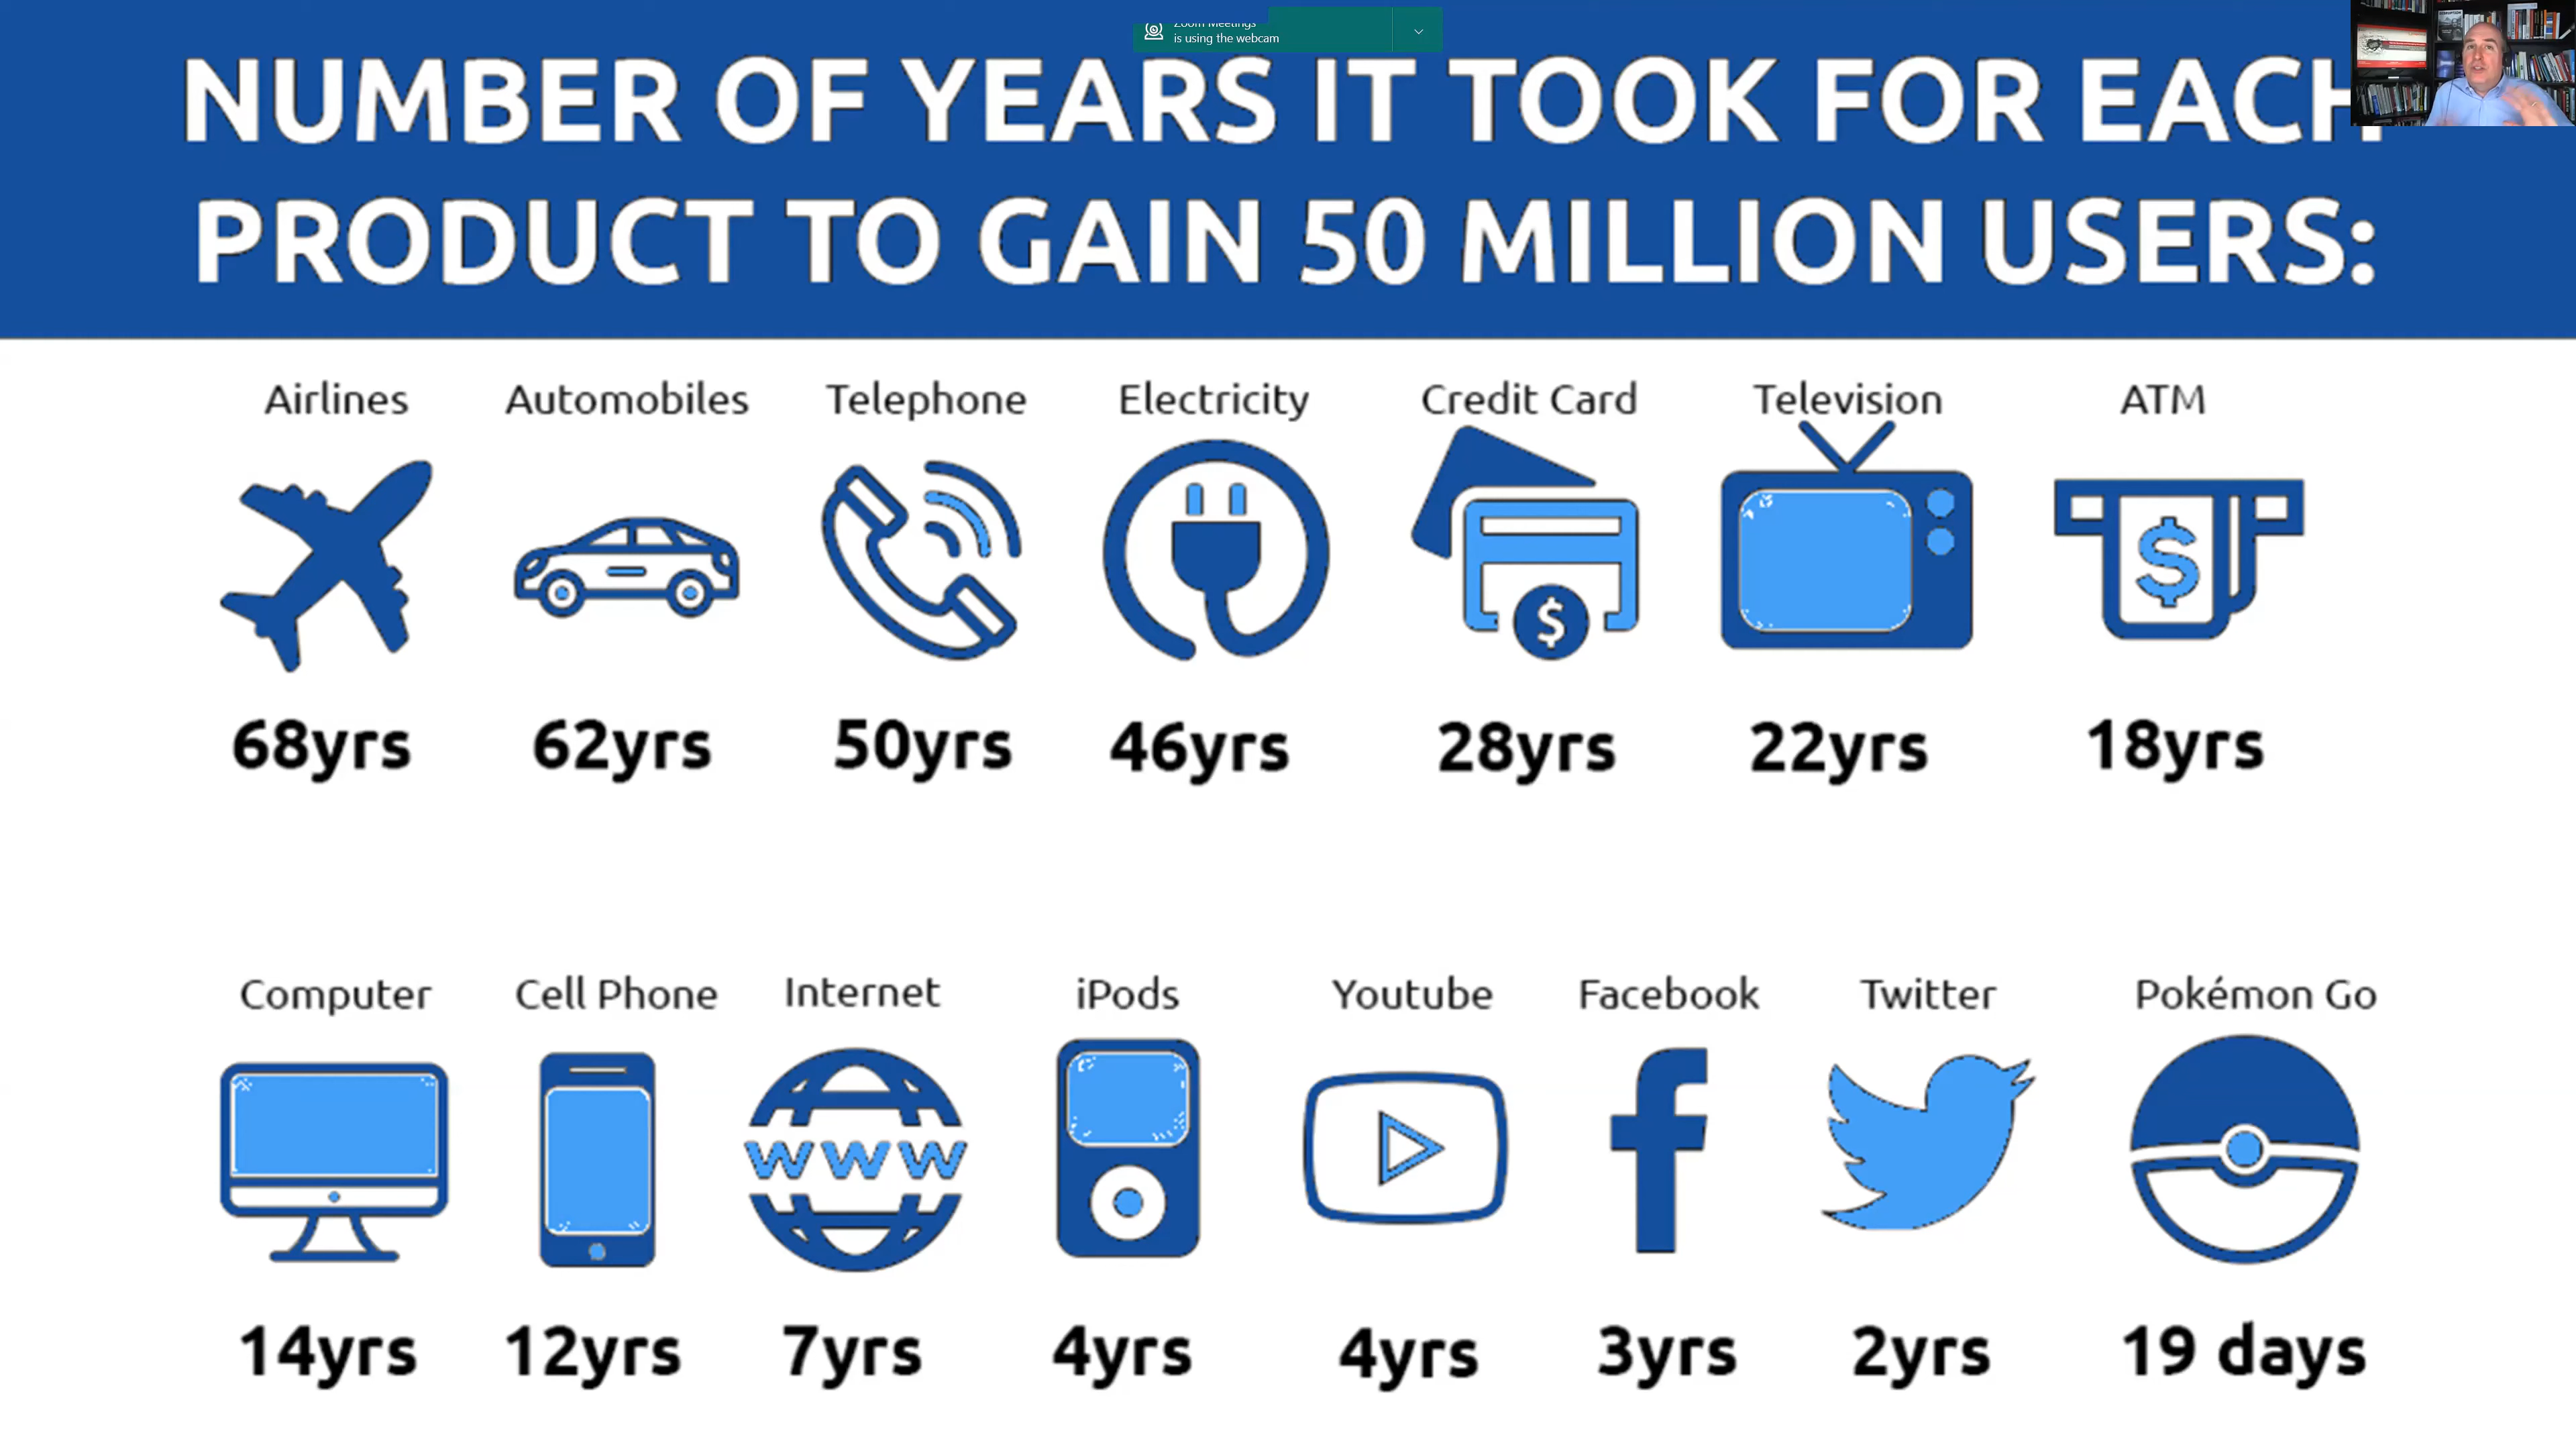 Zoom Meetings
is using the webcam
NUMBER OF YEARS IT TOOK FOR EACH
PRODUCT TO GAIN 50 MILLION USERS:
Airlines Automobiles Telephone Electricity Credit Card Television ATM
$ $
68yrs 62yrs 50yrs 46yrs 28yrs 22yrs 18yrs
Computer Cell Phone Internet iPods Youtube Facebook Twitter Pokémon Go
www f
14yrs 12yrs 7yrs 4yrs 4yrs 3yrs 2yrs 19 days